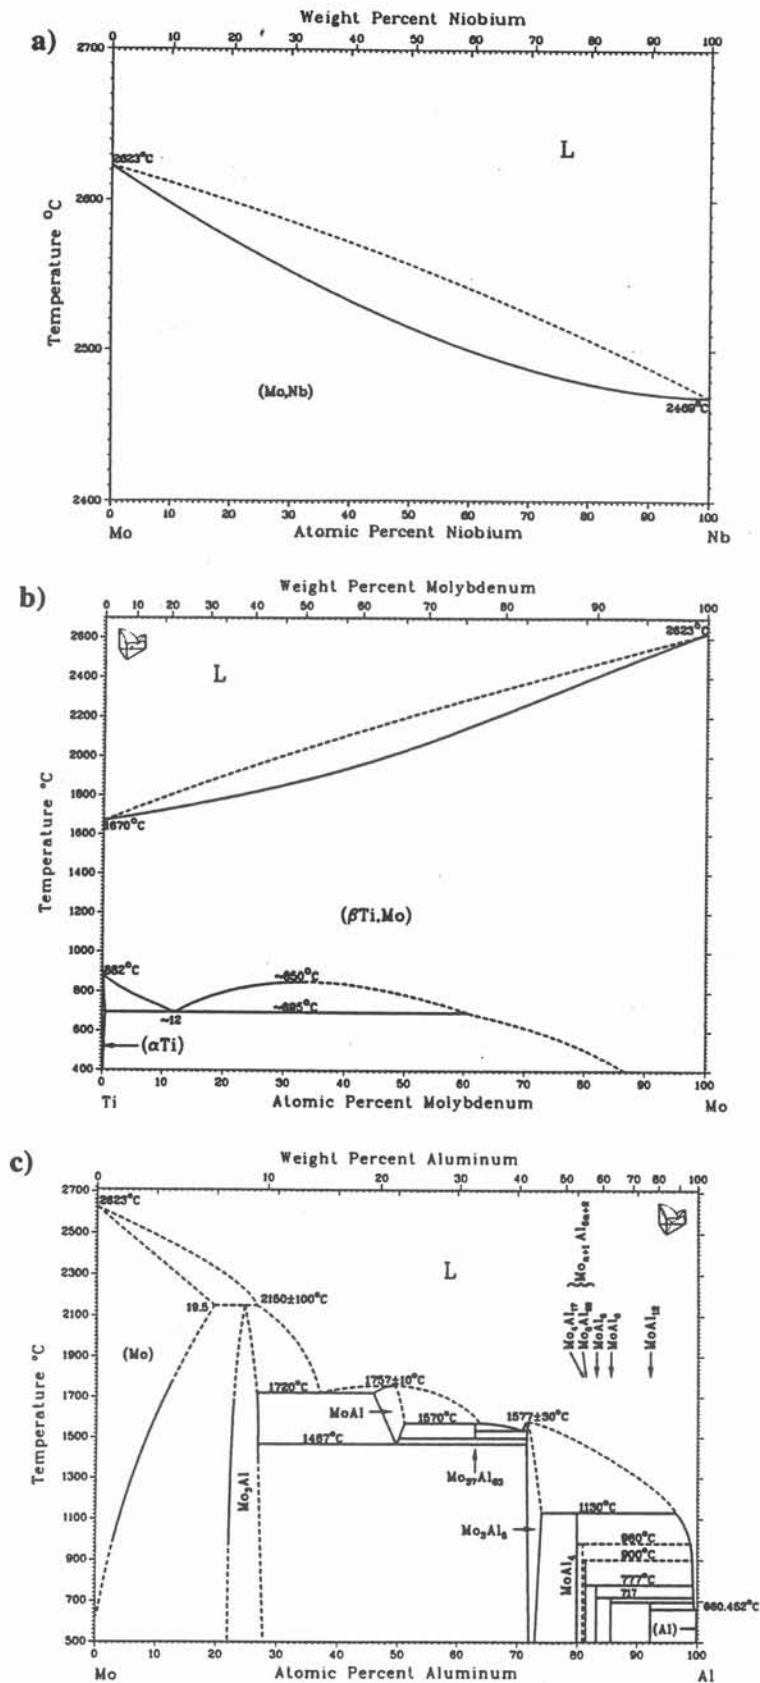 a)
Weight Percent Niobium
0 10 20 30 40 50 60 70 80 90 100
2700
2623°C
L
2600
Temperature °C
2500
(Mo,Nb)
2469°C
2400
0 10 20 30 40 50 60 70 80 90 100
Mo Atomic Percent Niobium Nb
b)
Weight Percent Molybdenum
0 10 20 30 40 50 60 70 80 90 100
2623°C
2600
L
2400
2200
2000
1800
1670°C
1600
Temperature °C
1400
1200
(βTi,Mo)
1000
882°C
~850°C
800
~695°C
~12
600
(αTi)
400
0 10 20 30 40 50 60 70 80 90 100
Ti Atomic Percent Molybdenum Mo
c)
Weight Percent Aluminum
0 10 20 30 40 50 60 70 80 100
2700
2623°C
2500
L
2300
2150±100°C
19.5
2100
(Mo)
1900
1757±10°C
1720°C
1700
MoAl
1570°C
1577±30°C
1500
1467°C
Mo₃₇Al₆₃
1300
Mo₃Al
Mo₃Al₈
1130°C
1100
MoAl₄
980°C
900
900°C
777°C
700
717
660.452°C
(Al)
500
Moₙ₊₁Al₃ₙ₊₂
Mo₄Al₁₇
MoAl₅
MoAl₁₂
Temperature °C
0 10 20 30 40 50 60 70 80 90 100
Mo Atomic Percent Aluminum Al